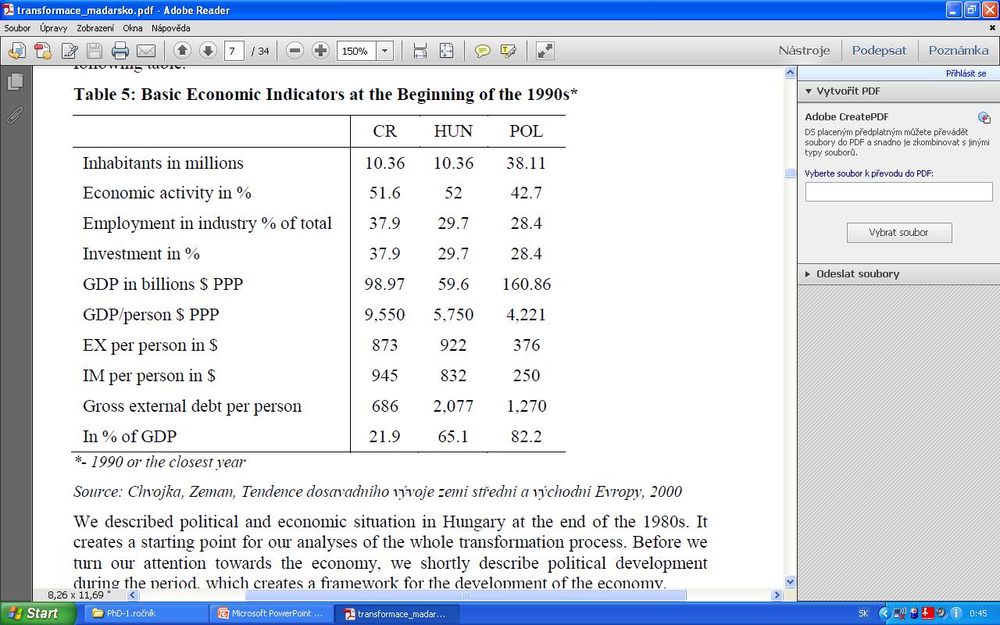 transformace_madarsko.pdf - Adobe Reader
Soubor Úpravy Zobrazení Okna Nápověda
7 / 34 150% Nástroje Podepsat Poznámka
following table.
Table 5: Basic Economic Indicators at the Beginning of the 1990s*
CR HUN POL
Inhabitants in millions 10.36 10.36 38.11
Economic activity in % 51.6 52 42.7
Employment in industry % of total 37.9 29.7 28.4
Investment in % 37.9 29.7 28.4
GDP in billions $ PPP 98.97 59.6 160.86
GDP/person $ PPP 9,550 5,750 4,221
EX per person in $ 873 922 376
IM per person in $ 945 832 250
Gross external debt per person 686 2,077 1,270
In % of GDP 21.9 65.1 82.2
*- 1990 or the closest year
Source: Chvojka, Zeman, Tendence dosavadního vývoje zemí střední a východní Evropy, 2000
We described political and economic situation in Hungary at the end of the 1980s. It
creates a starting point for our analyses of the whole transformation process. Before we
turn our attention towards the economy, we shortly describe political development
during the period, which creates a framework for the development of the economy.
8,26 x 11,69 "
Přihlásit se
Vytvořit PDF
Adobe CreatePDF
DS placeným předplatným můžete převádět
soubory do PDF a snadno je zkombinovat s jinými
typy souborů.
Vyberte soubor k převodu do PDF:
Vybrat soubor
Odeslat soubory
Start PhD-1.ročník Microsoft PowerPoint ... transformace_madar... SK 0:45